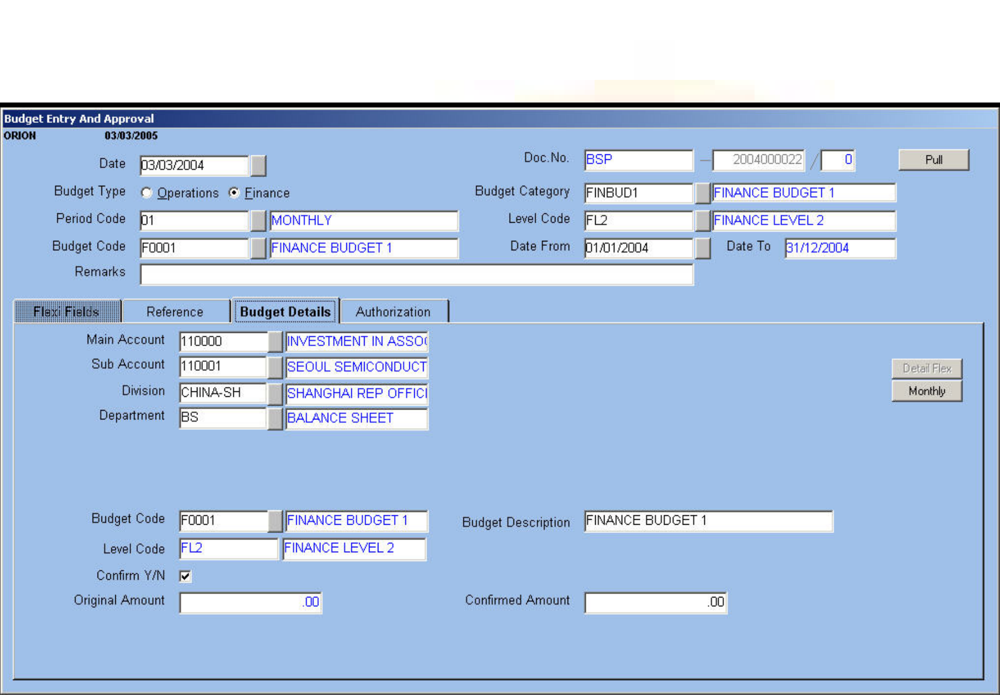 Budget Entry And Approval
ORION 03/03/2005
Date 03/03/2004 Doc.No. BSP — 2004000022 / 0 Pull
Budget Type Operations Finance Budget Category FINBUD1 FINANCE BUDGET 1
Period Code 01 MONTHLY Level Code FL2 FINANCE LEVEL 2
Budget Code F0001 FINANCE BUDGET 1 Date From 01/01/2004 Date To 31/12/2004
Remarks
Flexi Fields Reference Budget Details Authorization
Main Account 110000 INVESTMENT IN ASSO
Sub Account 110001 SEOUL SEMICONDUCT Detail Flex
Division CHINA-SH SHANGHAI REP OFFICI Monthly
Department BS BALANCE SHEET
Budget Code F0001 FINANCE BUDGET 1 Budget Description FINANCE BUDGET 1
Level Code FL2 FINANCE LEVEL 2
Confirm Y/N
Original Amount .00 Confirmed Amount .00